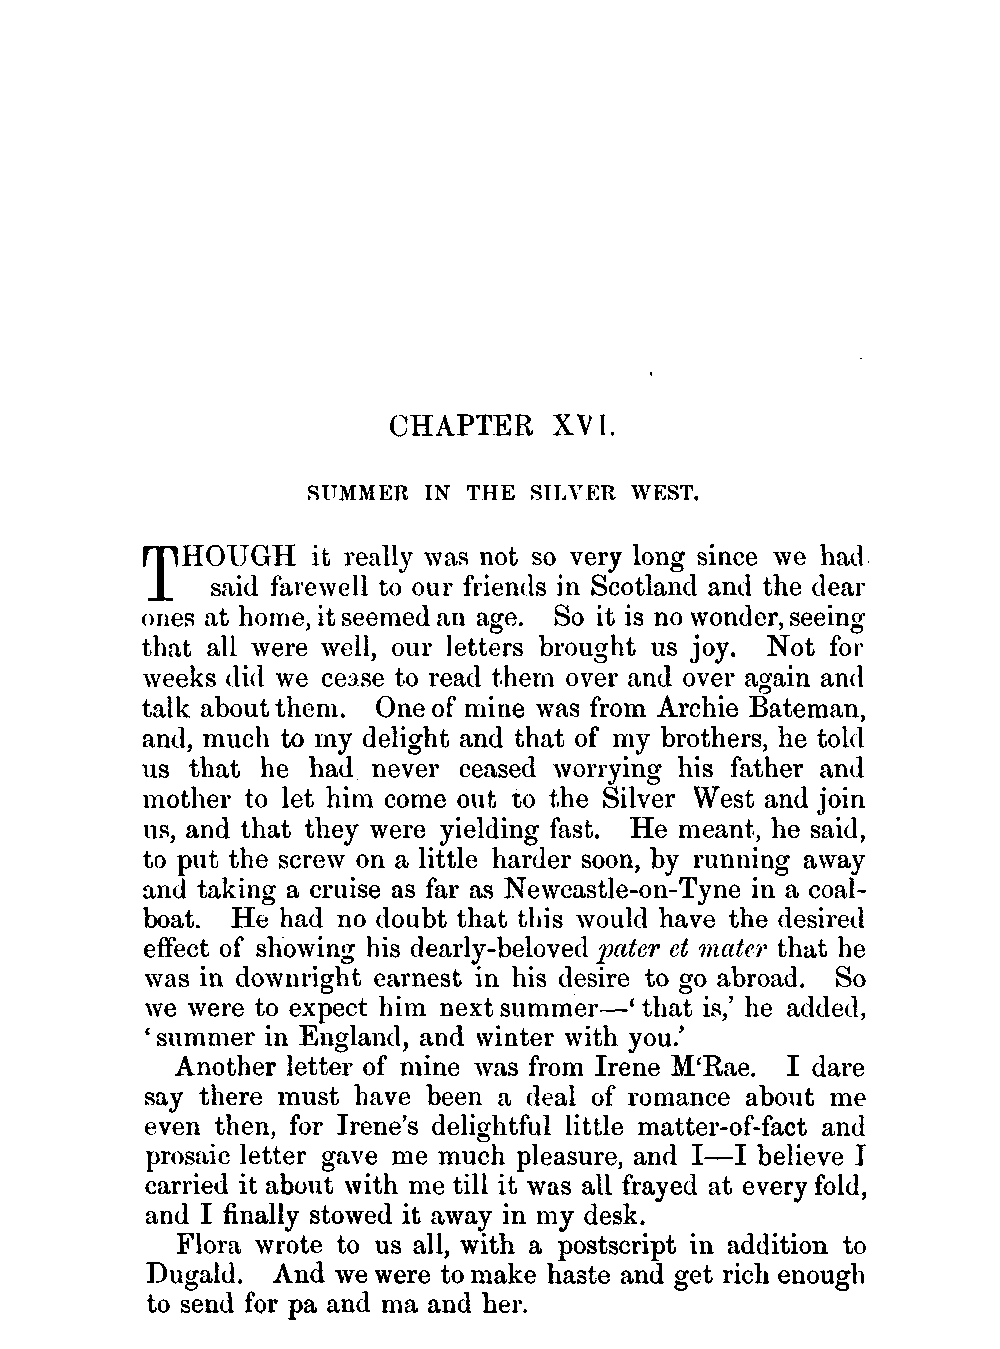 CHAPTER XVI.
SUMMER IN THE SILVER WEST.
THOUGH it really was not so very long since we had
said farewell to our friends in Scotland and the dear
ones at home, it seemed an age. So it is no wonder, seeing
that all were well, our letters brought us joy. Not for
weeks did we cease to read them over and over again and
talk about them. One of mine was from Archie Bateman,
and, much to my delight and that of my brothers, he told
us that he had never ceased worrying his father and
mother to let him come out to the Silver West and join
us, and that they were yielding fast. He meant, he said,
to put the screw on a little harder soon, by running away
and taking a cruise as far as Newcastle-on-Tyne in a coal-
boat. He had no doubt that this would have the desired
effect of showing his dearly-beloved pater et mater that he
was in downright earnest in his desire to go abroad. So
we were to expect him next summer—‘ that is,’ he added,
‘ summer in England, and winter with you.’
Another letter of mine was from Irene M‘Rae. I dare
say there must have been a deal of romance about me
even then, for Irene’s delightful little matter-of-fact and
prosaic letter gave me much pleasure, and I—I believe I
carried it about with me till it was all frayed at every fold,
and I finally stowed it away in my desk.
Flora wrote to us all, with a postscript in addition to
Dugald. And we were to make haste and get rich enough
to send for pa and ma and her.